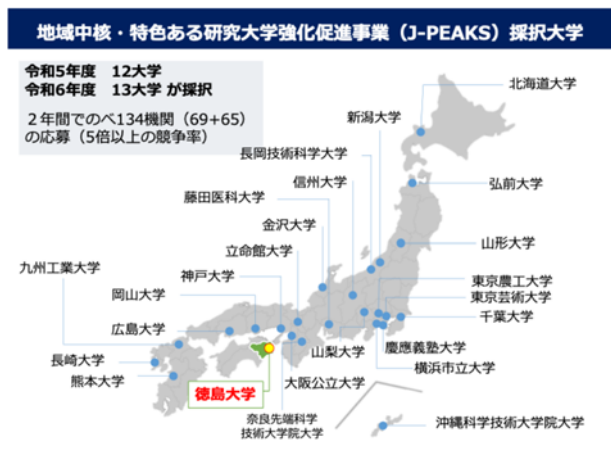 地域中核・特色ある研究大学強化促進事業（J-PEAKS）採択大学
令和5年度　12大学
令和6年度　13大学 が採択
２年間でのべ134機関（69+65）
の応募（5倍以上の競争率）
北海道大学
新潟大学
長岡技術科学大学
信州大学
弘前大学
藤田医科大学
金沢大学
山形大学
立命館大学
九州工業大学
神戸大学
東京農工大学
岡山大学
東京芸術大学
千葉大学
広島大学
慶應義塾大学
長崎大学
山梨大学
横浜市立大学
熊本大学
大阪公立大学
徳島大学
奈良先端科学
技術大学院大学
沖縄科学技術大学院大学